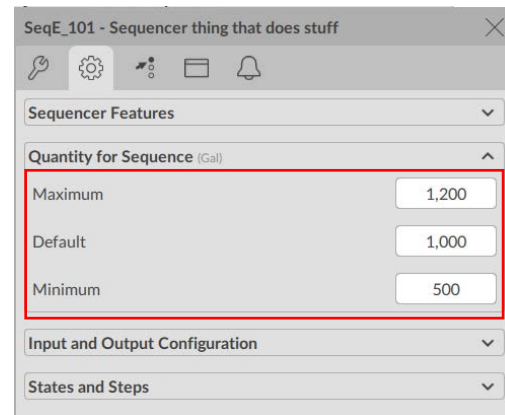 SeqE_101 - Sequencer thing that does stuff
Sequencer Features
Quantity for Sequence (Gal)
Maximum 1,200
Default 1,000
Minimum 500
Input and Output Configuration
States and Steps